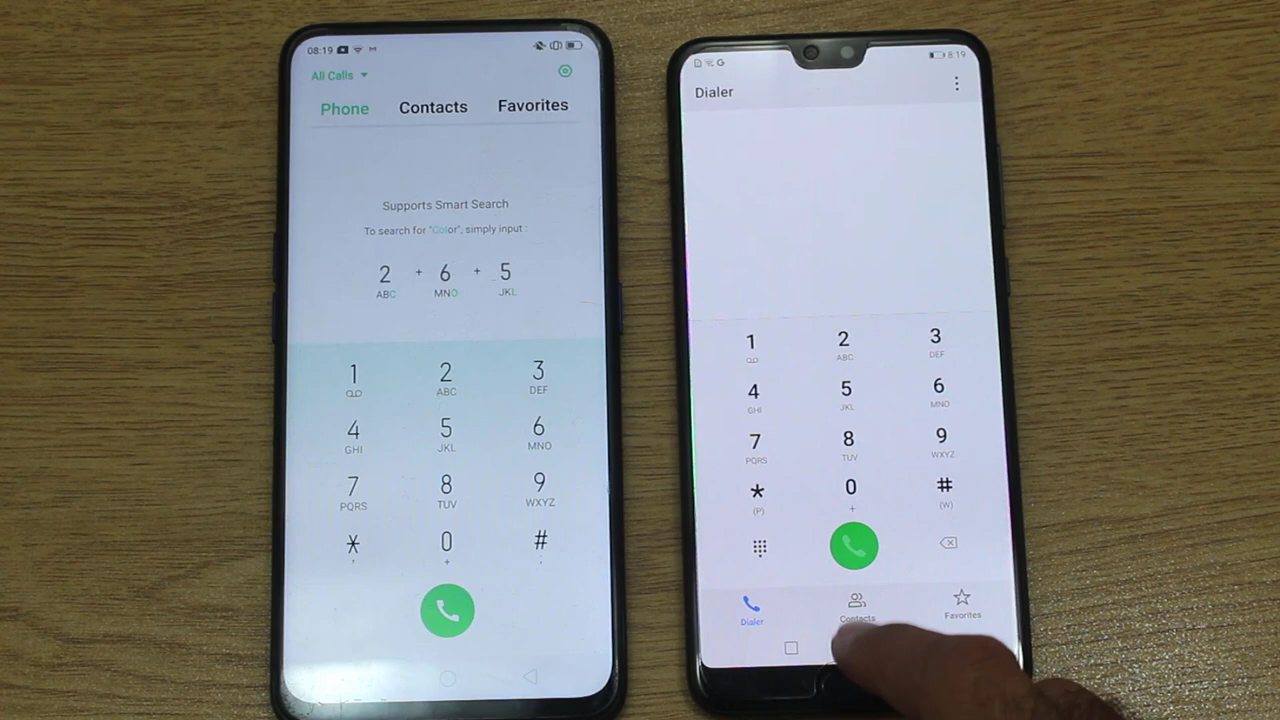 08:19
All Calls
Phone Contacts Favorites
Supports Smart Search
To search for "Color", simply input :
2 + 6 + 5
ABC MNO JKL
1 2 3
ABC DEF
4 5 6
GHI JKL MNO
7 8 9
PQRS TUV WXYZ
* 0 #
, + ;
8:19
Dialer
1 2 3
ABC DEF
4 5 6
GHI JKL MNO
7 8 9
PQRS TUV WXYZ
* 0 #
(P) + (W)
Dialer Contacts Favorites